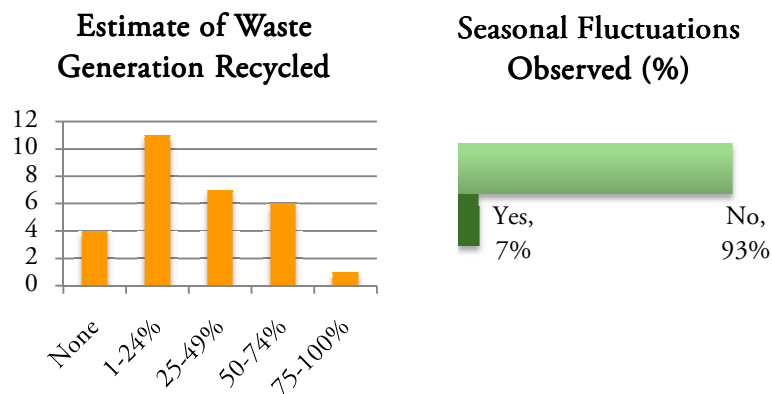 Estimate of Waste
Generation Recycled
12
10
8
6
4
2
0
None
1-24%
25-49%
50-74%
75-100%
Seasonal Fluctuations
Observed (%)
Yes,
7%
No,
93%